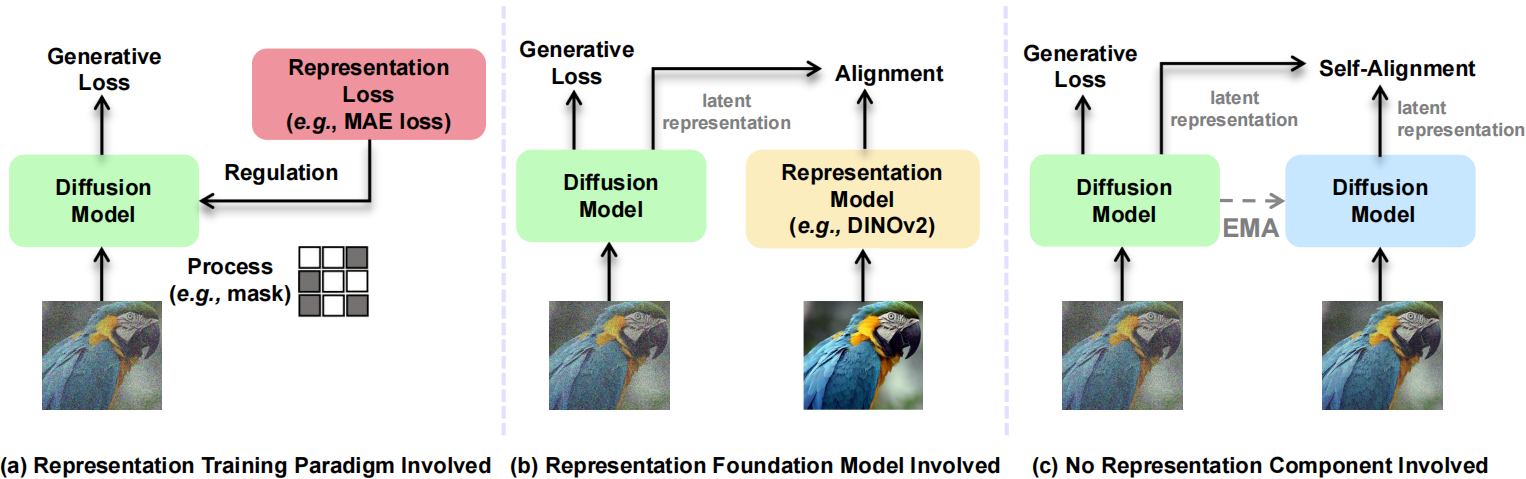 Generative
Loss
Representation
Loss
(e.g., MAE loss)
Diffusion
Model
Regulation
Process
(e.g., mask)
(a) Representation Training Paradigm Involved
Generative
Loss
Alignment
latent
representation
Diffusion
Model
Representation
Model
(e.g., DINOv2)
(b) Representation Foundation Model Involved
Generative
Loss
Self-Alignment
latent
representation
latent
representation
Diffusion
Model
EMA
Diffusion
Model
(c) No Representation Component Involved